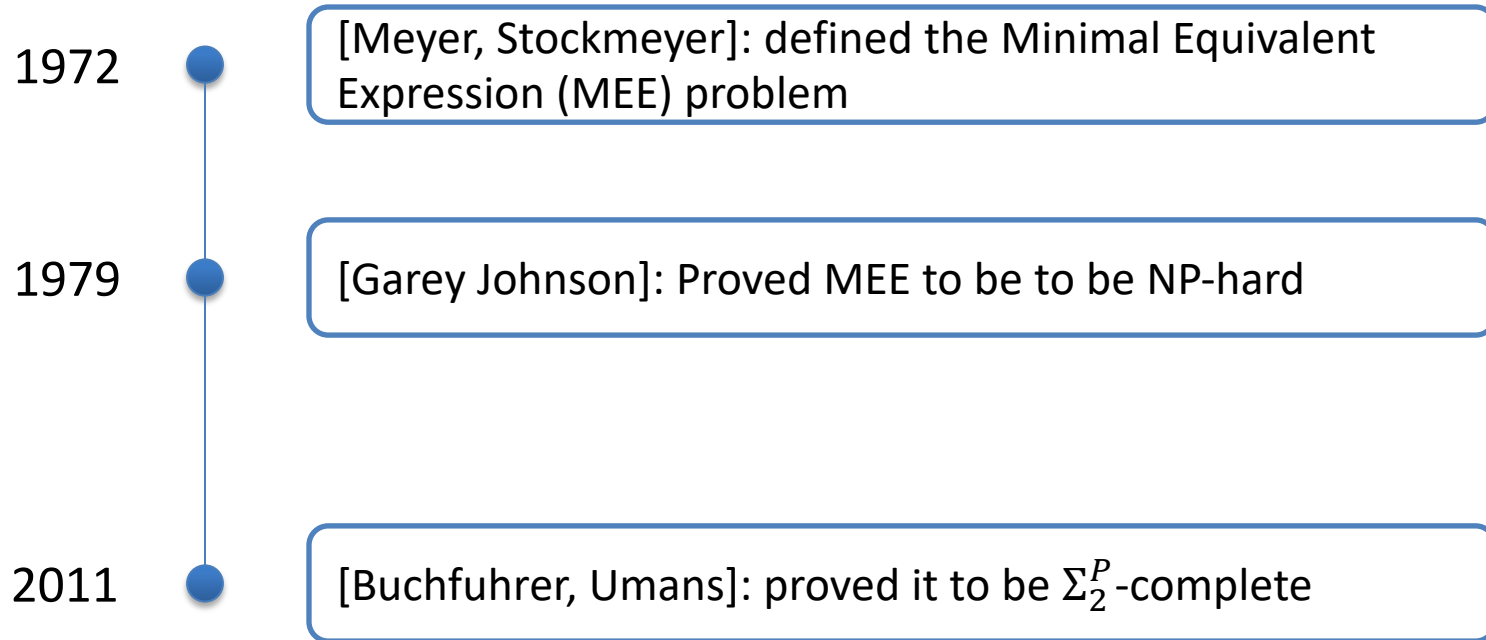 1972
[Meyer, Stockmeyer]: defined the Minimal Equivalent
Expression (MEE) problem
1979
[Garey Johnson]: Proved MEE to be to be NP-hard
2011
[Buchfuhrer, Umans]: proved it to be Σ₂ᴾ-complete